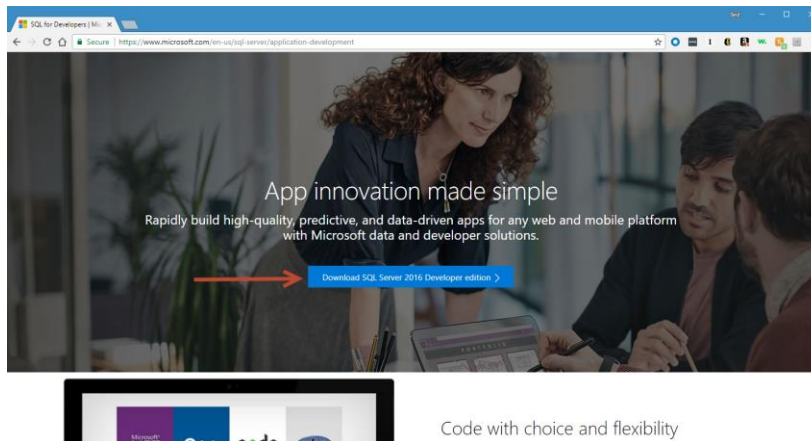 SQL for Developers | Mic
Secure | https://www.microsoft.com/en-us/sql-server/application-development
App innovation made simple
Rapidly build high-quality, predictive, and data-driven apps for any web and mobile platform
with Microsoft data and developer solutions.
Download SQL Server 2016 Developer edition >
PORTFOLIO
Code with choice and flexibility
Microsoft